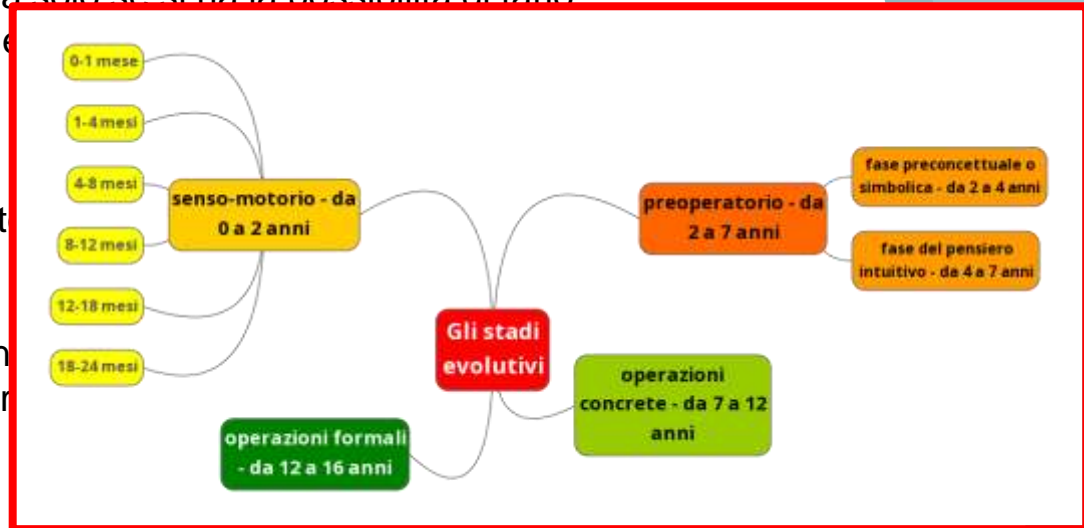 0-1 mese
1-4 mesi
4-8 mesi
8-12 mesi
12-18 mesi
18-24 mesi
senso-motorio - da
0 a 2 anni
preoperatorio - da
2 a 7 anni
fase preconcettuale o
simbolica - da 2 a 4 anni
fase del pensiero
intuitivo - da 4 a 7 anni
Gli stadi
evolutivi
operazioni
concrete - da 7 a 12
anni
operazioni formali
- da 12 a 16 anni